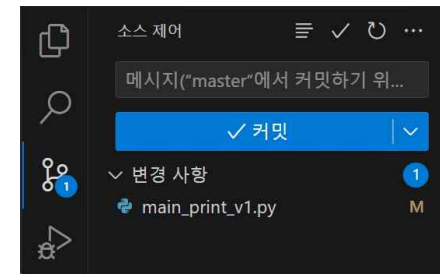 소스 제어
메시지("master"에서 커밋하기 위...
커밋
변경 사항 1
main_print_v1.py M
1